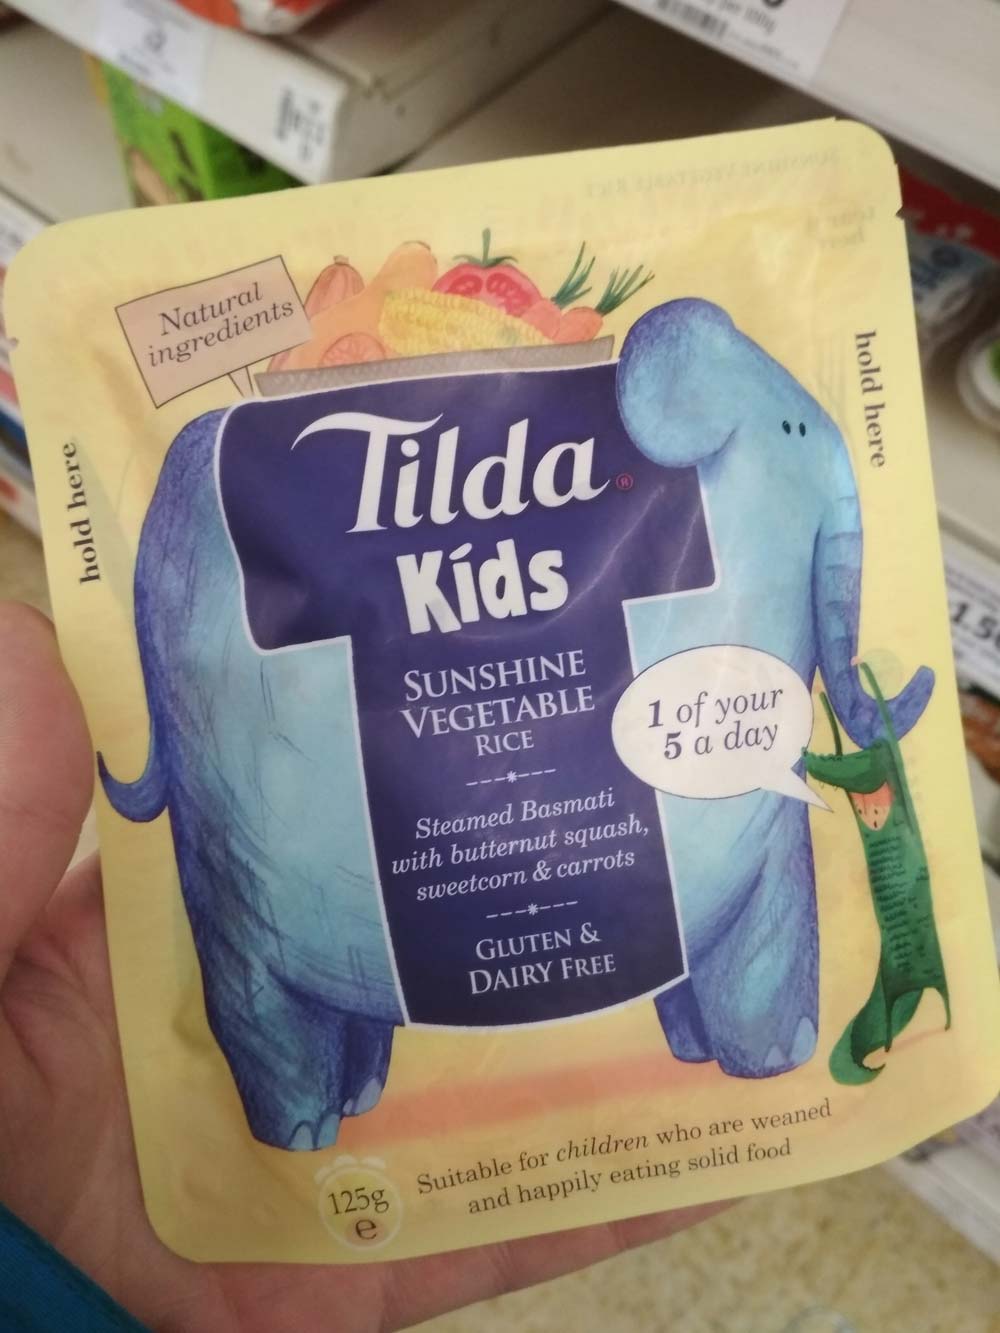 Natural
ingredients
hold here
hold here
Tilda
®
Kids
SUNSHINE
VEGETABLE
RICE
Steamed Basmati
with butternut squash,
sweetcorn & carrots
GLUTEN &
DAIRY FREE
1 of your
5 a day
Suitable for children who are weaned
and happily eating solid food
125g
e